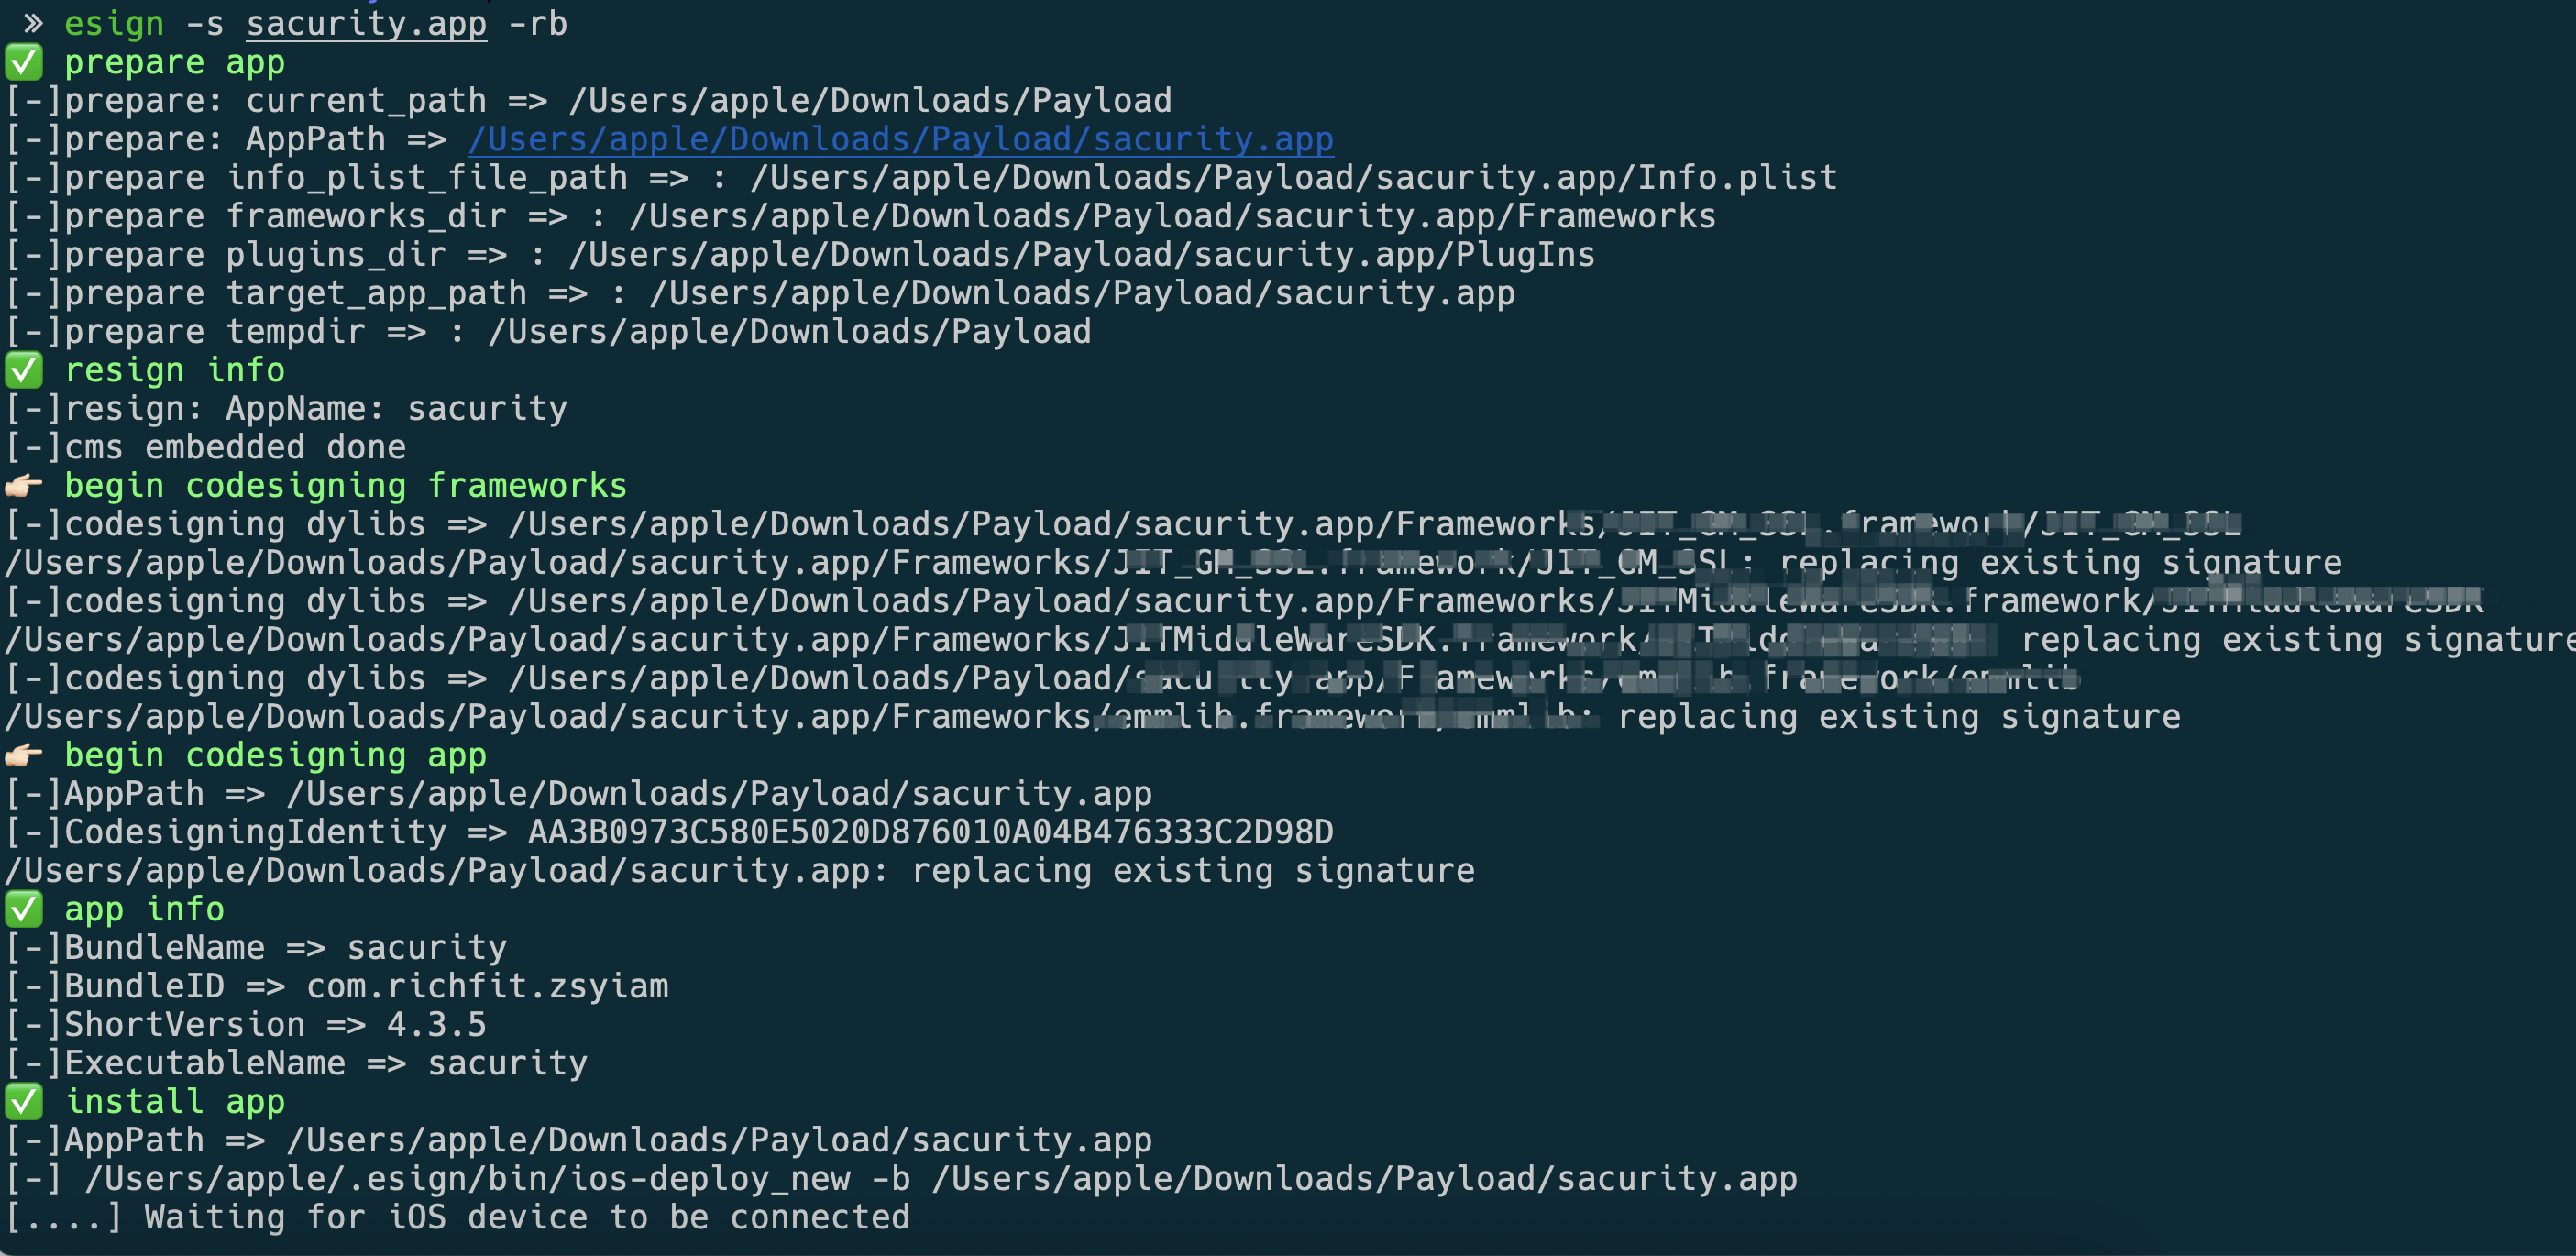 » esign -s sacurity.app -rb
✅ prepare app
[-]prepare: current_path => /Users/apple/Downloads/Payload
[-]prepare: AppPath => /Users/apple/Downloads/Payload/sacurity.app
[-]prepare info_plist_file_path => : /Users/apple/Downloads/Payload/sacurity.app/Info.plist
[-]prepare frameworks_dir => : /Users/apple/Downloads/Payload/sacurity.app/Frameworks
[-]prepare plugins_dir => : /Users/apple/Downloads/Payload/sacurity.app/PlugIns
[-]prepare target_app_path => : /Users/apple/Downloads/Payload/sacurity.app
[-]prepare tempdir => : /Users/apple/Downloads/Payload
✅ resign info
[-]resign: AppName: sacurity
[-]cms embedded done
👉🏻 begin codesigning frameworks
[-]codesigning dylibs => /Users/apple/Downloads/Payload/sacurity.app/Frameworks/
/Users/apple/Downloads/Payload/sacurity.app/Frameworks/ replacing existing signature
[-]codesigning dylibs => /Users/apple/Downloads/Payload/sacurity.app/Frameworks/
/Users/apple/Downloads/Payload/sacurity.app/Frameworks/ replacing existing signature
[-]codesigning dylibs => /Users/apple/Downloads/Payload/
/Users/apple/Downloads/Payload/sacurity.app/Frameworks/ replacing existing signature
👉🏻 begin codesigning app
[-]AppPath => /Users/apple/Downloads/Payload/sacurity.app
[-]CodesigningIdentity => AA3B0973C580E5020D876010A04B476333C2D98D
/Users/apple/Downloads/Payload/sacurity.app: replacing existing signature
✅ app info
[-]BundleName => sacurity
[-]BundleID => com.richfit.zsyiam
[-]ShortVersion => 4.3.5
[-]ExecutableName => sacurity
✅ install app
[-]AppPath => /Users/apple/Downloads/Payload/sacurity.app
[-] /Users/apple/.esign/bin/ios-deploy_new -b /Users/apple/Downloads/Payload/sacurity.app
[....] Waiting for iOS device to be connected